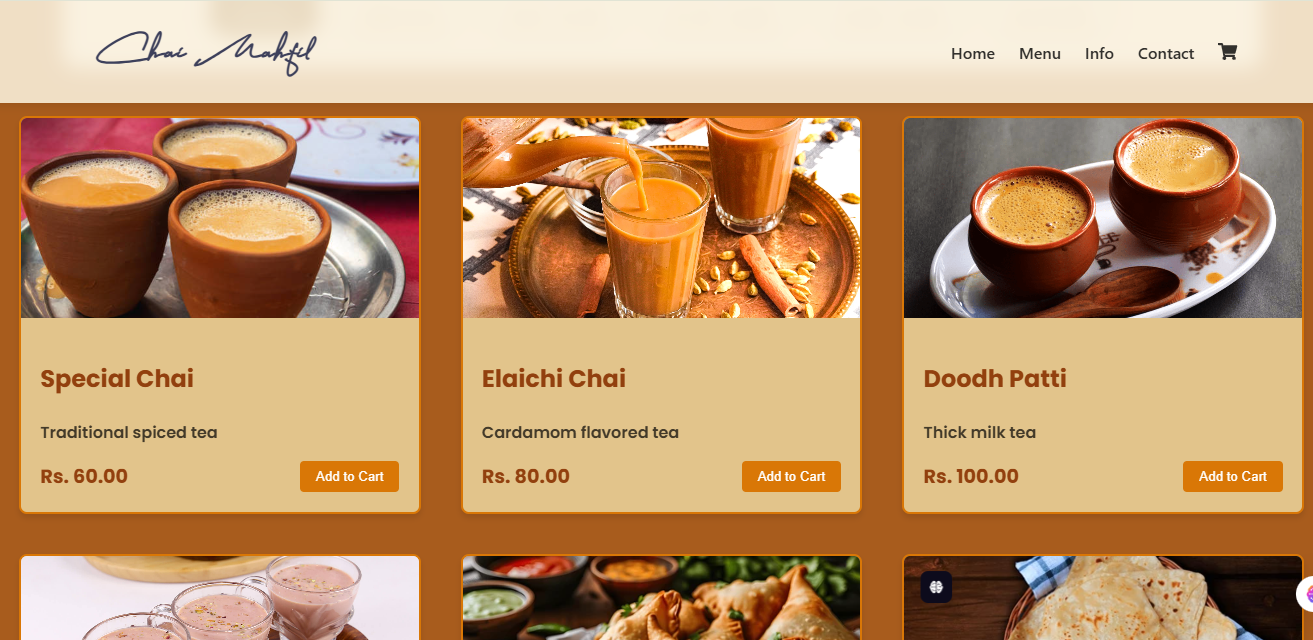 Chai Mahfil
Home Menu Info Contact
Special Chai
Traditional spiced tea
Rs. 60.00 Add to Cart
Elaichi Chai
Cardamom flavored tea
Rs. 80.00 Add to Cart
Doodh Patti
Thick milk tea
Rs. 100.00 Add to Cart